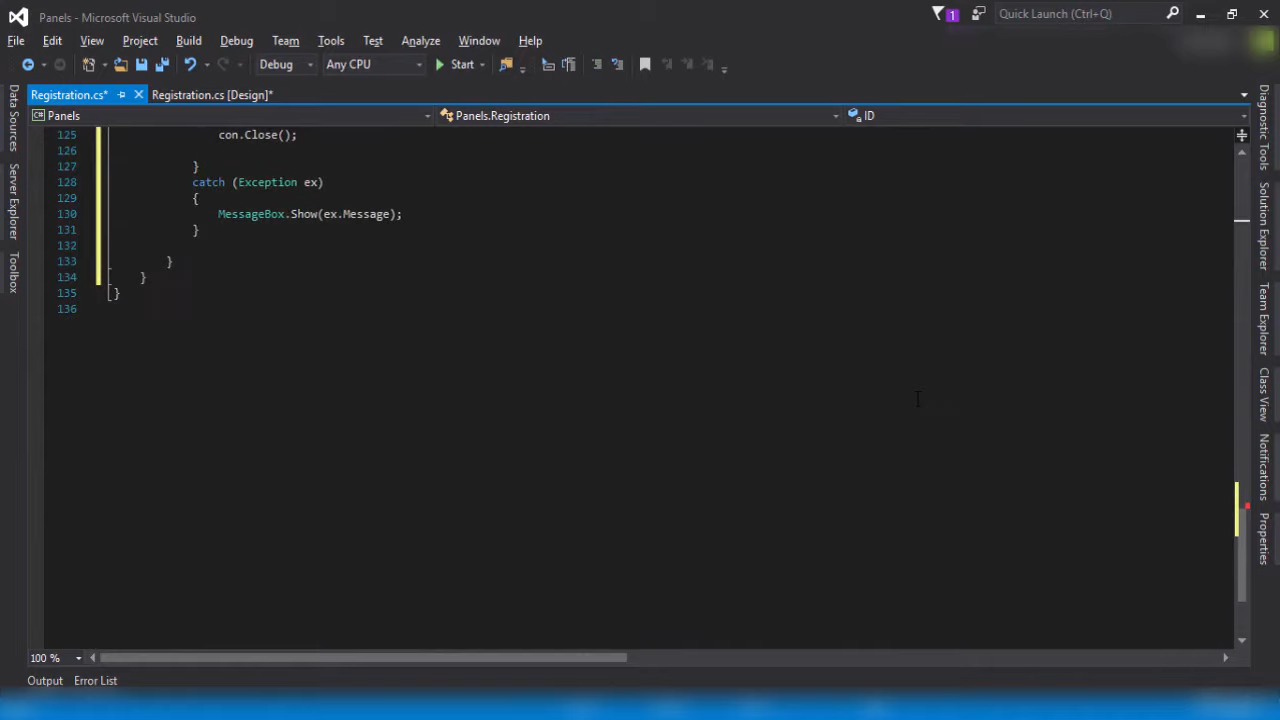 Panels - Microsoft Visual Studio
1
Quick Launch (Ctrl+Q)
File Edit View Project Build Debug Team Tools Test Analyze Window Help
Debug Any CPU Start
Registration.cs* Registration.cs [Design]*
Panels Panels.Registration ID
125 con.Close();
126
127 }
128 catch (Exception ex)
129 {
130 MessageBox.Show(ex.Message);
131 }
132
133 }
134 }
135 }
136
100 %
Output Error List
Data Sources
Server Explorer
Toolbox
Diagnostic Tools
Solution Explorer
Team Explorer
Class View
Notifications
Properties